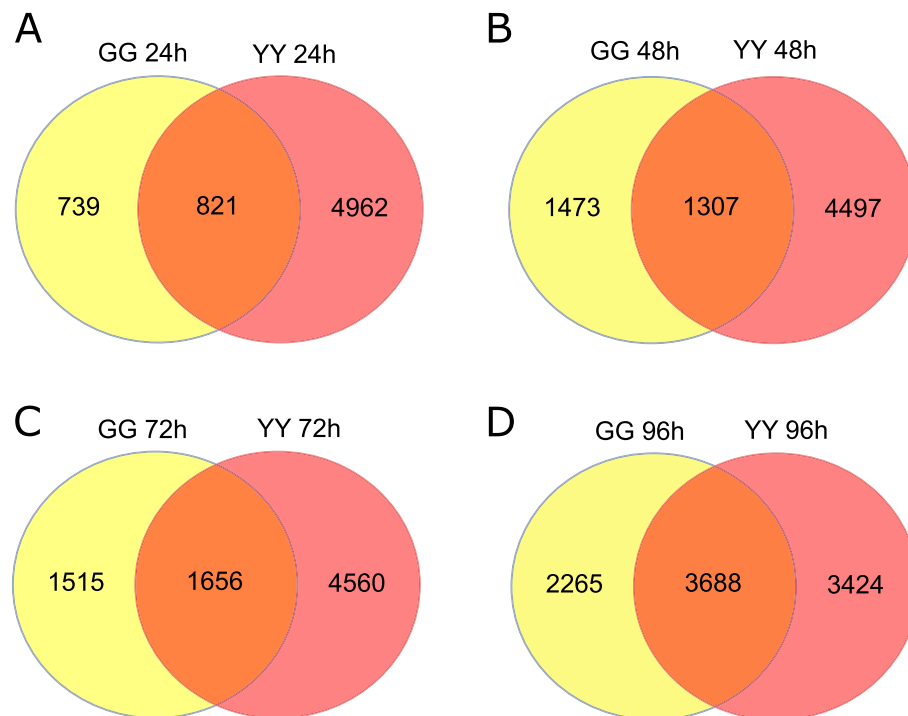 A
GG 24h YY 24h
739 821 4962
B
GG 48h YY 48h
1473 1307 4497
C
GG 72h YY 72h
1515 1656 4560
D
GG 96h YY 96h
2265 3688 3424